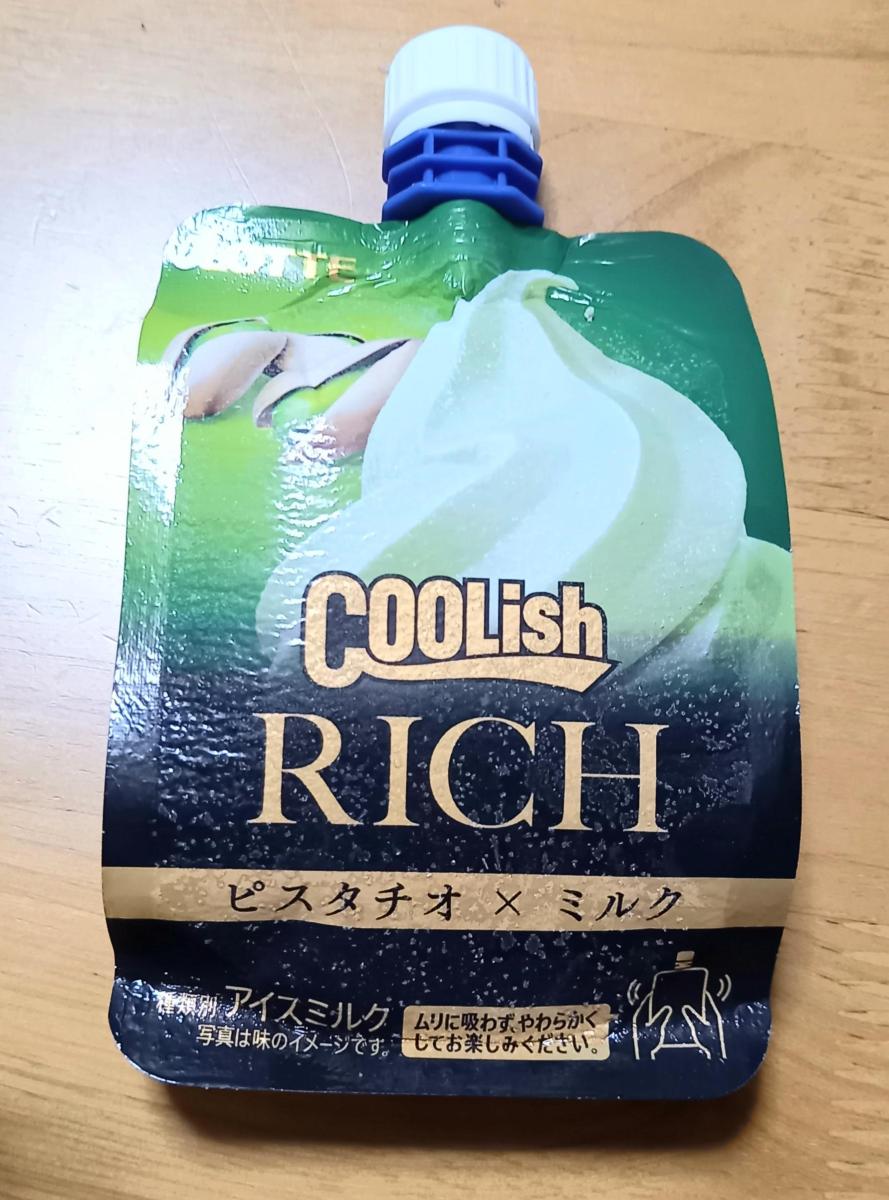 LOTTE
COOLish
RICH
ピスタチオ × ミルク
種類別 アイスミルク
写真は味のイメージです。
ムリに吸わず、やわらかく
してお楽しみください。